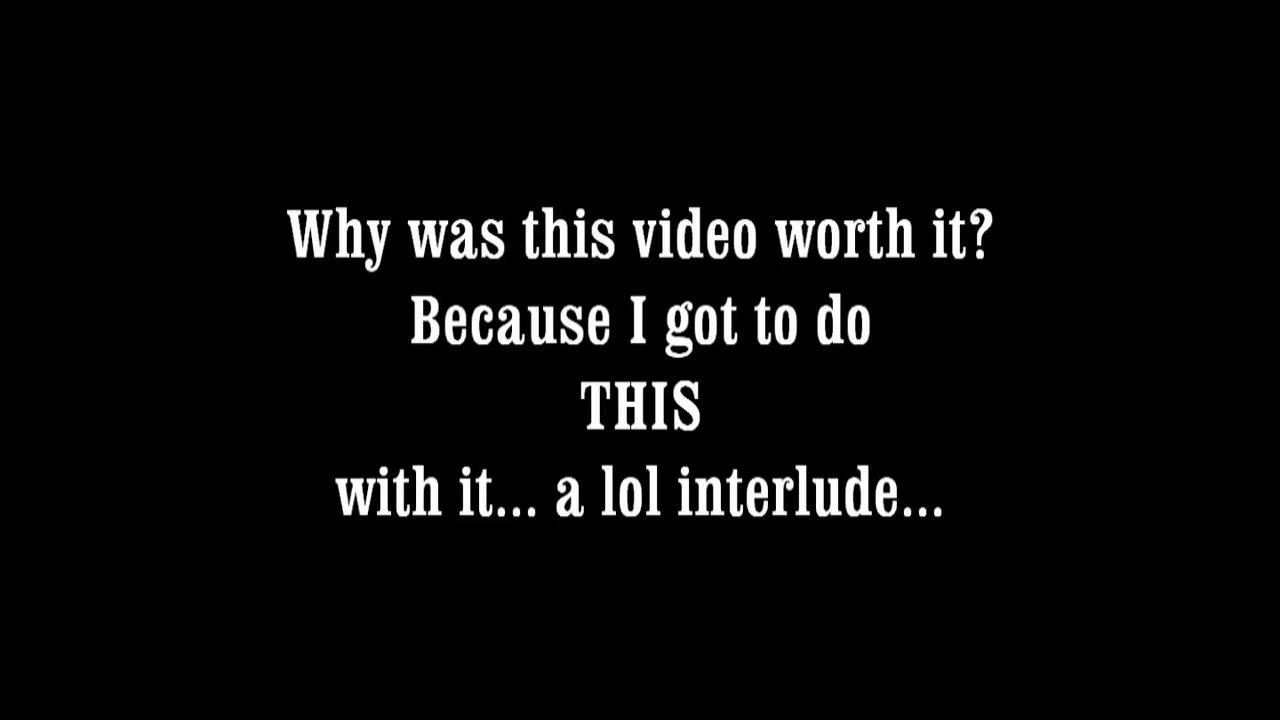 Why was this video worth it?
Because I got to do
THIS
with it... a lol interlude...